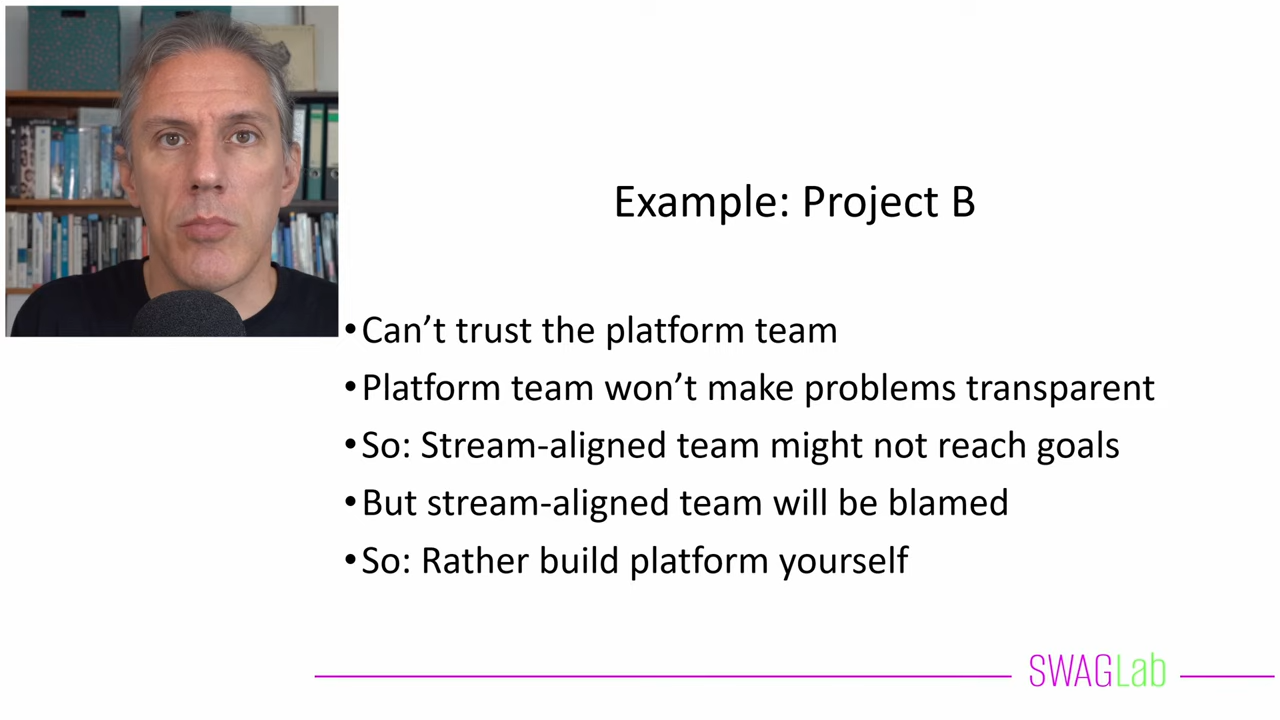 Example: Project B
•Can’t trust the platform team
•Platform team won’t make problems transparent
•So: Stream-aligned team might not reach goals
•But stream-aligned team will be blamed
•So: Rather build platform yourself
SWAGLab